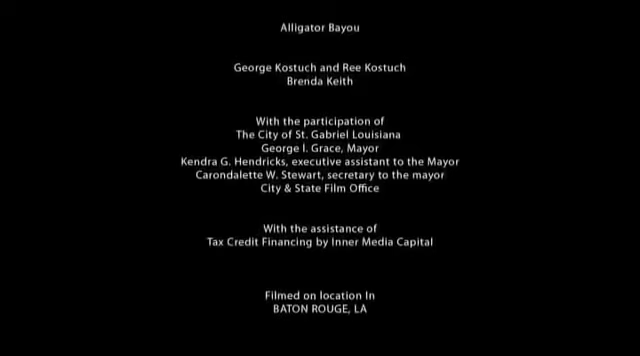 Alligator Bayou
George Kostuch and Ree Kostuch
Brenda Keith
With the participation of
The City of St. Gabriel Louisiana
George I. Grace, Mayor
Kendra G. Hendricks, executive assistant to the Mayor
Carondalette W. Stewart, secretary to the mayor
City & State Film Office
With the assistance of
Tax Credit Financing by Inner Media Capital
Filmed on location In
BATON ROUGE, LA